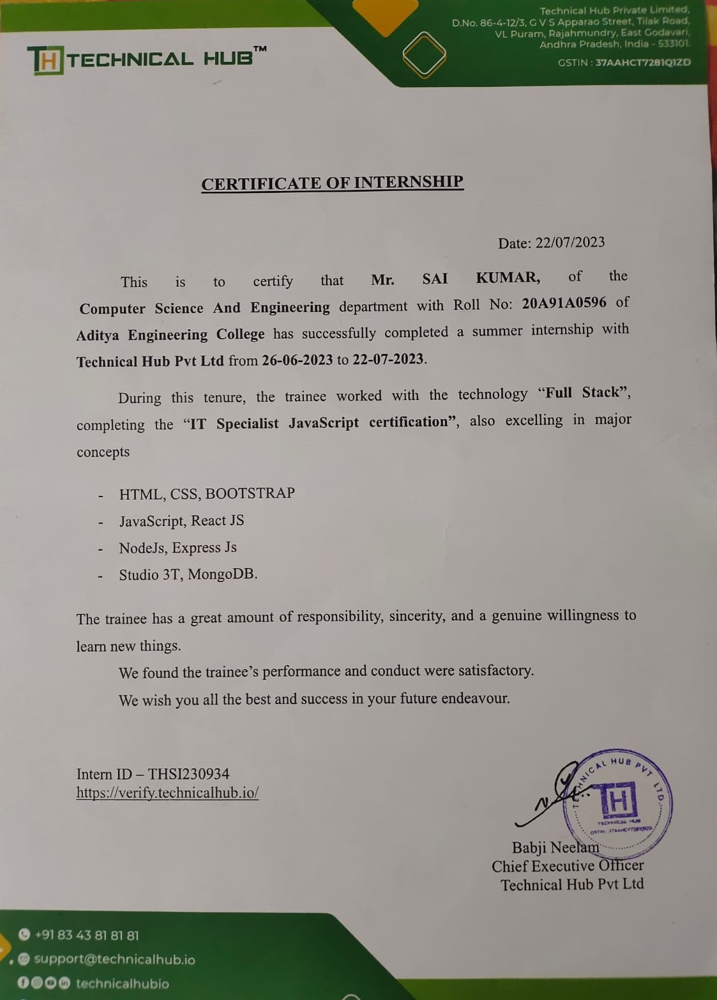 TH TECHNICAL HUB™
Technical Hub Private Limited,
D.No. 86-4-12/3, G V S Apparao Street, Tilak Road,
VL Puram, Rajahmundry, East Godavari,
Andhra Pradesh, India - 533101.
GSTIN : 37AAHCT7281Q1ZD
CERTIFICATE OF INTERNSHIP
Date: 22/07/2023
This is to certify that Mr. SAI KUMAR, of the
Computer Science And Engineering department with Roll No: 20A91A0596 of
Aditya Engineering College has successfully completed a summer internship with
Technical Hub Pvt Ltd from 26-06-2023 to 22-07-2023.
During this tenure, the trainee worked with the technology “Full Stack”,
completing the “IT Specialist JavaScript certification”, also excelling in major
concepts
- HTML, CSS, BOOTSTRAP
- JavaScript, React JS
- NodeJs, Express Js
- Studio 3T, MongoDB.
The trainee has a great amount of responsibility, sincerity, and a genuine willingness to
learn new things.
We found the trainee’s performance and conduct were satisfactory.
We wish you all the best and success in your future endeavour.
Intern ID – THSI230934
https://verify.technicalhub.io/
TECHNICAL HUB PVT LTD.
TH
TECHNICAL HUB
GSTIN : 37AAHCT7281Q1ZD
Babji Neelam
Chief Executive Officer
Technical Hub Pvt Ltd
+91 83 43 81 81 81
support@technicalhub.io
technicalhubio